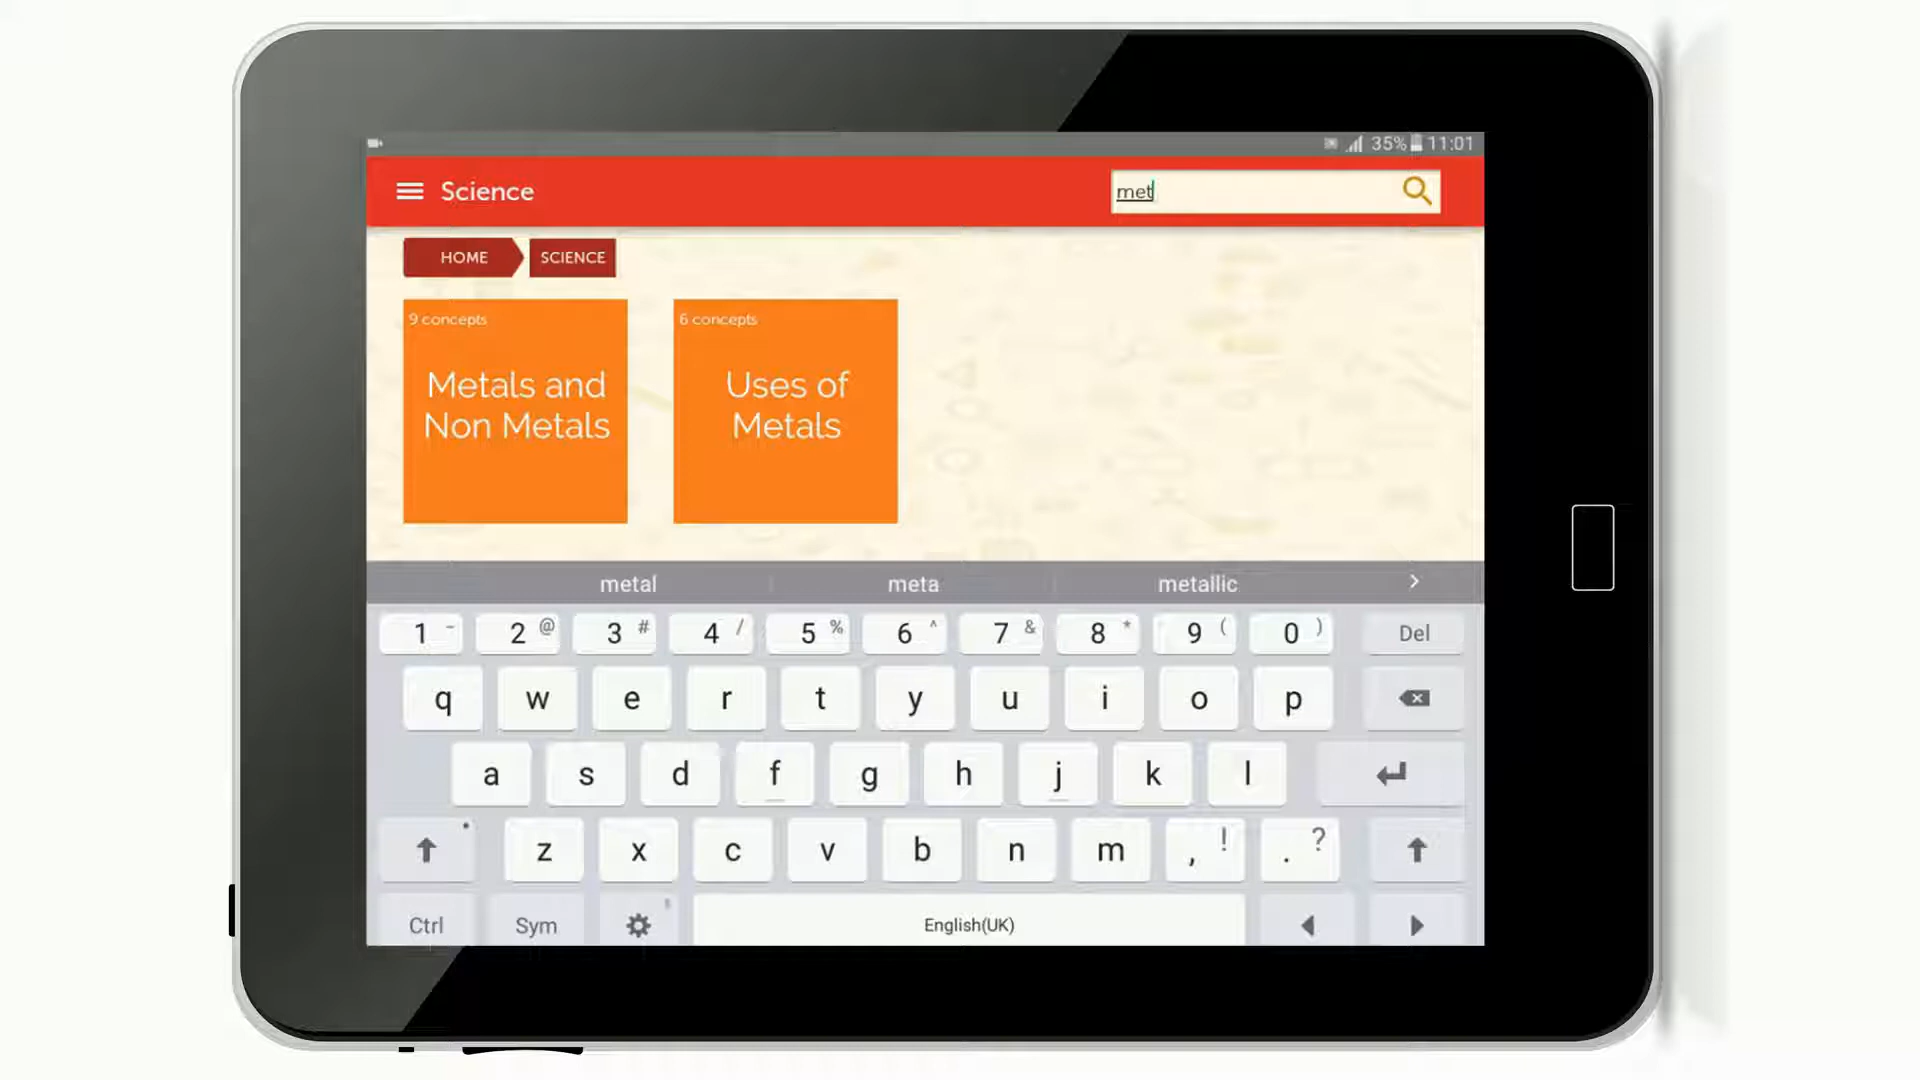 35% 11:01
Science
met
HOME SCIENCE
9 concepts
Metals and
Non Metals
6 concepts
Uses of
Metals
metal meta metallic >
1 - 2 @ 3 # 4 / 5 % 6 ^ 7 & 8 * 9 ( 0 ) Del
q w e r t y u i o p
a s d f g h j k l
z x c v b n m , ! . ?
Ctrl Sym English(UK)